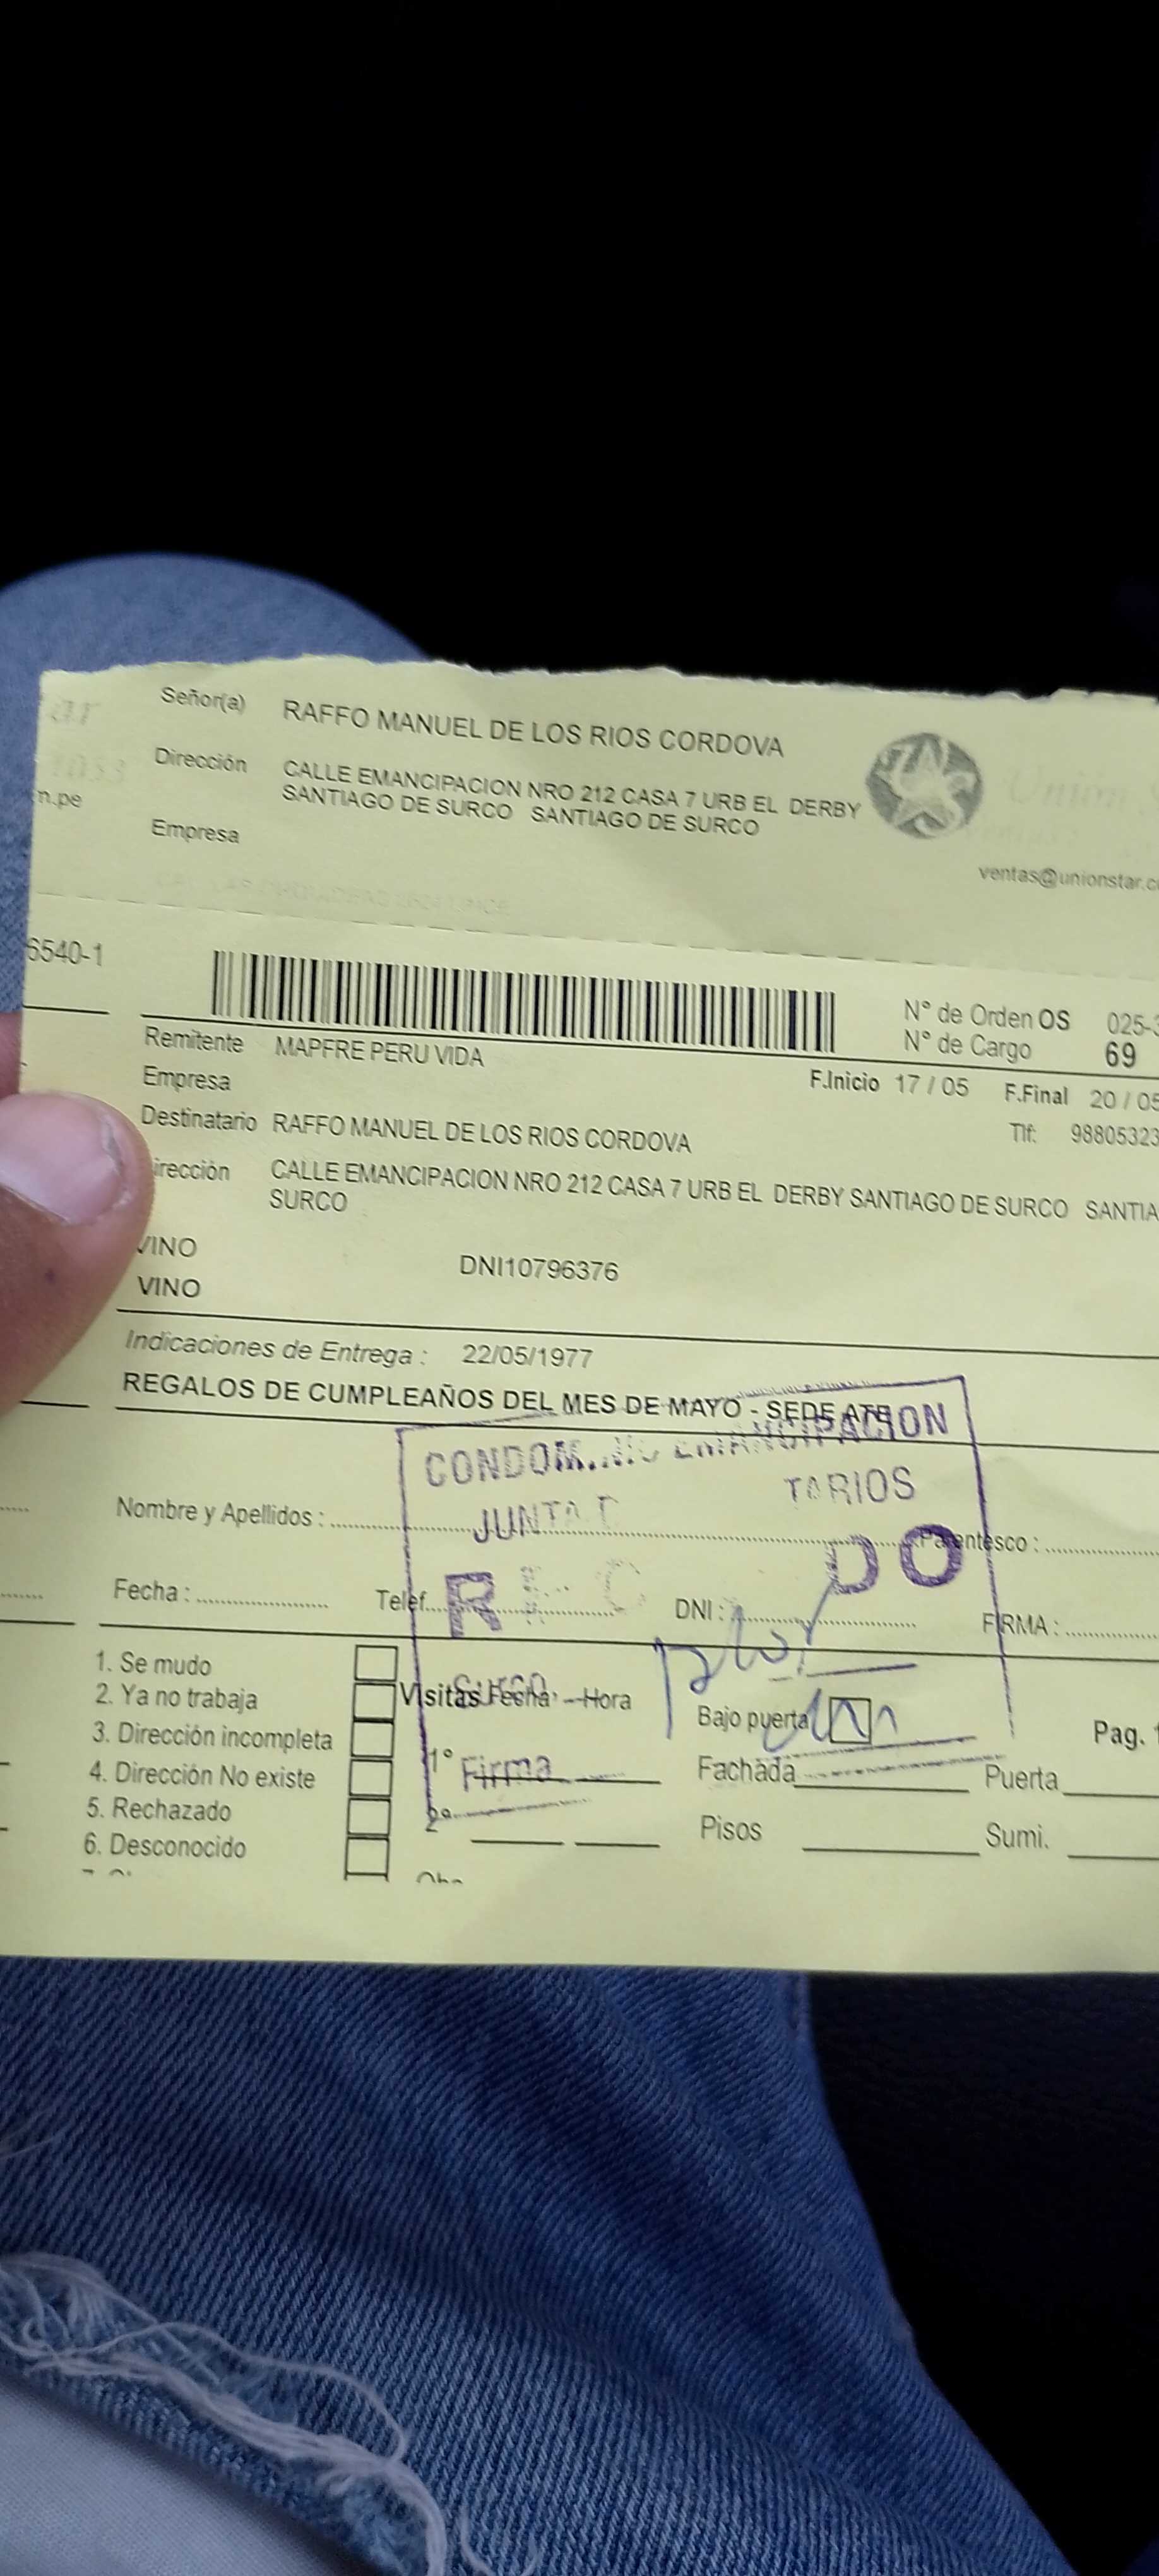 Señor(a) RAFFO MANUEL DE LOS RIOS CORDOVA
Dirección CALLE EMANCIPACION NRO 212 CASA 7 URB EL DERBY
SANTIAGO DE SURCO SANTIAGO DE SURCO
n.pe
Empresa
ventas@unionstar.c
6540-1
N° de Orden OS 025-3
N° de Cargo 69
Remitente MAPFRE PERU VIDA
F.Inicio 17 / 05 F.Final 20 / 05
Empresa
Destinatario RAFFO MANUEL DE LOS RIOS CORDOVA
Tlf: 98805323
irección CALLE EMANCIPACION NRO 212 CASA 7 URB EL DERBY SANTIAGO DE SURCO SANTIA
SURCO
VINO DNI10796376
VINO
Indicaciones de Entrega : 22/05/1977
REGALOS DE CUMPLEAÑOS DEL MES DE MAYO - SEDE ATE
EMANCIPACION
JUNTA D TARIOS
Nombre y Apellidos : Parentesco :
R C DO
Fecha : Telef. DNI : FIRMA :
1. Se mudo
2. Ya no trabaja
3. Dirección incompleta
4. Dirección No existe
5. Rechazado
6. Desconocido
Surco,
Visitas Fecha Hora
1° Firma
2°
Bajo puerta
Fachada Puerta
Pisos Sumi.
Pag. 1